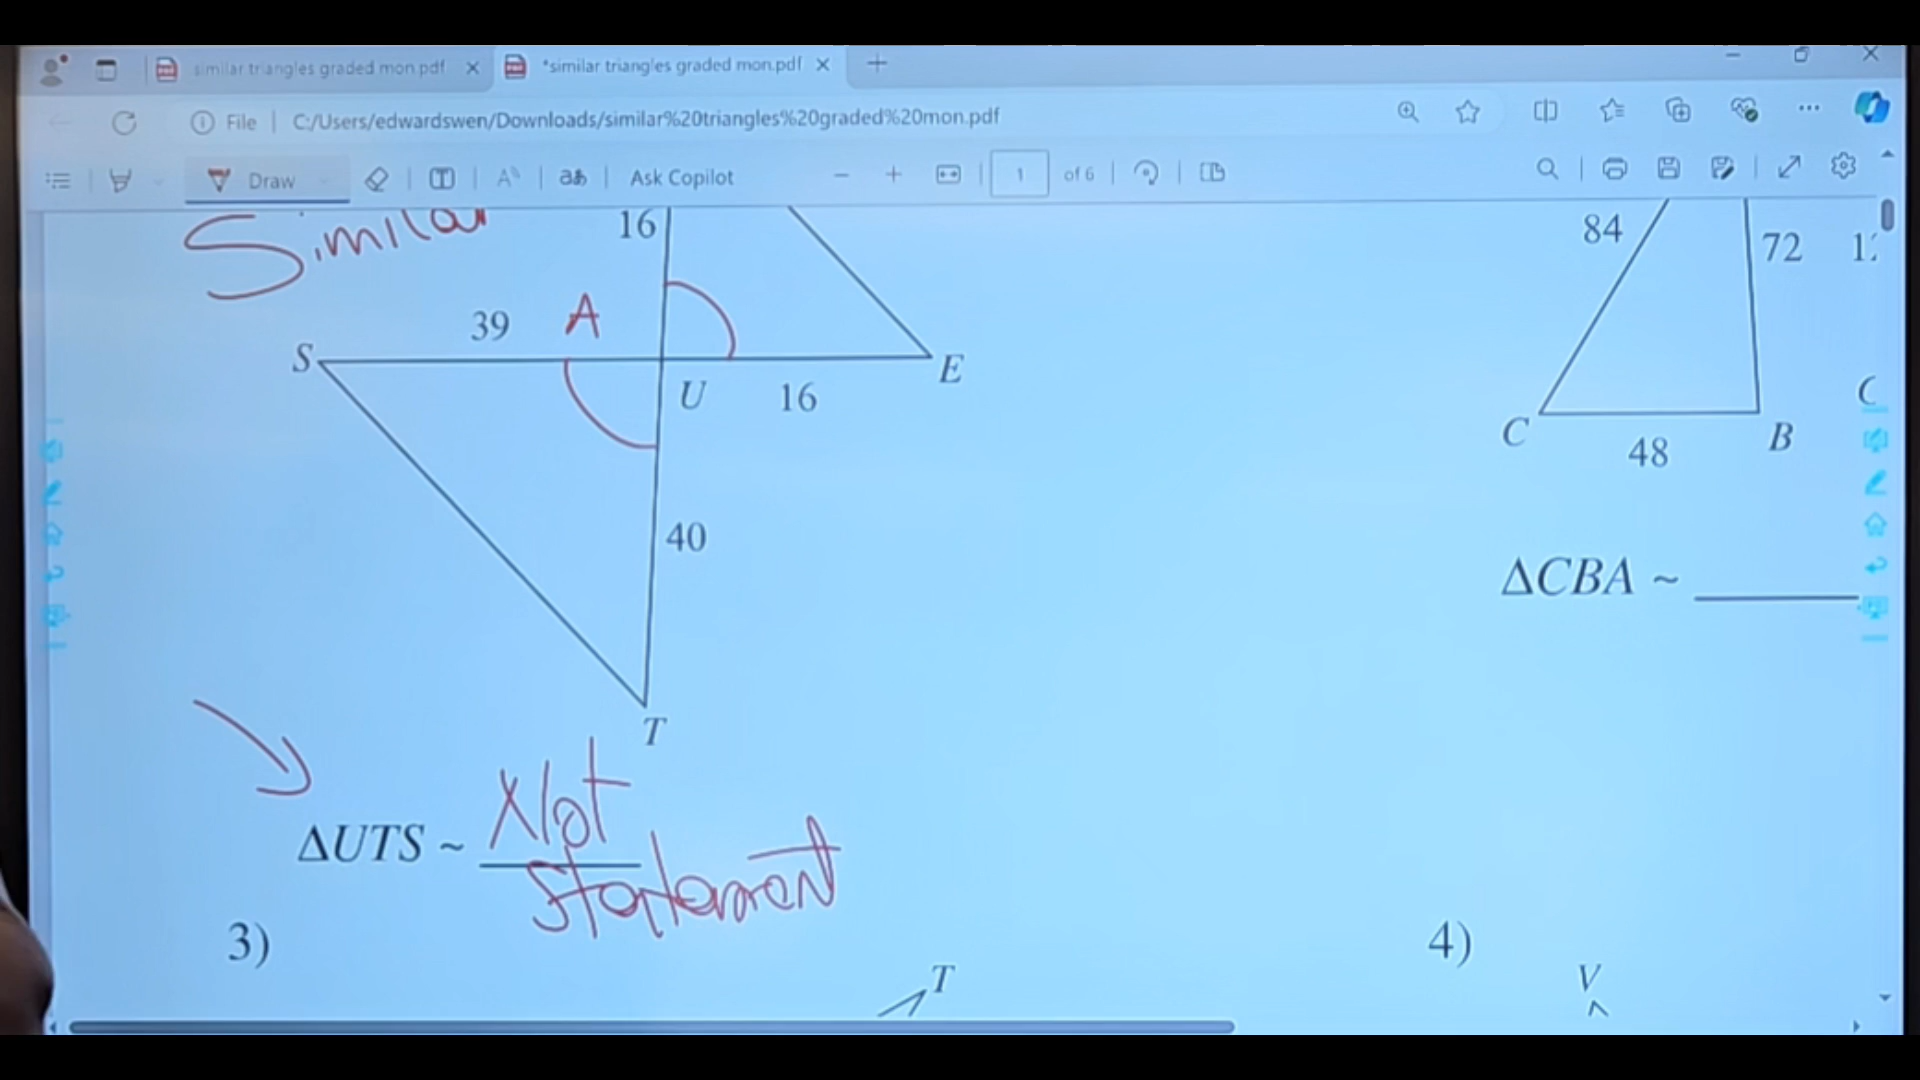 similar triangles graded mon.pdf
*similar triangles graded mon.pdf
File
C:/Users/edwardswen/Downloads/similar%20triangles%20graded%20mon.pdf
Draw
Ask Copilot
1 of 6
Similar
16
84
72
39 A
S
U
16
E
C
48
B
40
T
ΔCBA ~
ΔUTS ~ Not
statement
3)
4)
T
V